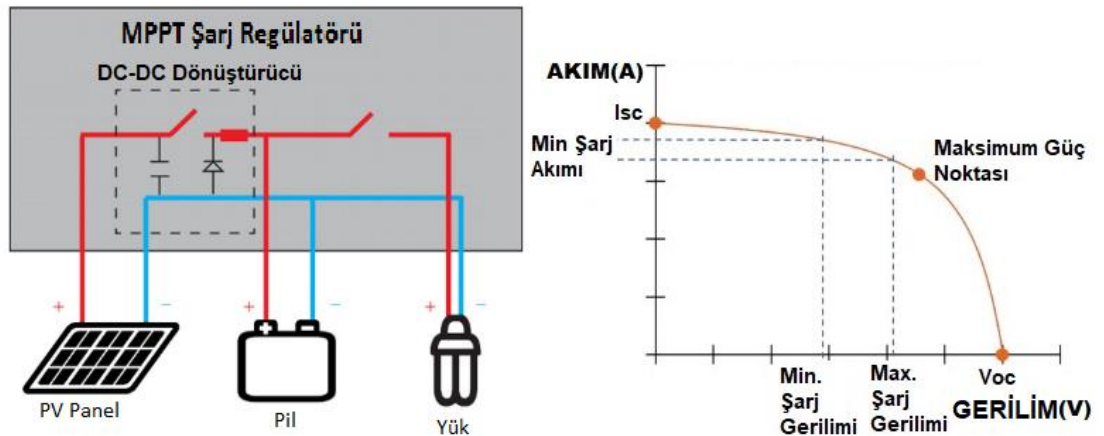 MPPT Şarj Regülatörü
DC-DC Dönüştürücü
+
−
+
−
+
−
PV Panel
Pil
Yük
AKIM(A)
Isc
Min Şarj
Akımı
Maksimum Güç
Noktası
Min.
Şarj
Gerilimi
Max.
Şarj
Gerilimi
Voc
GERİLİM(V)